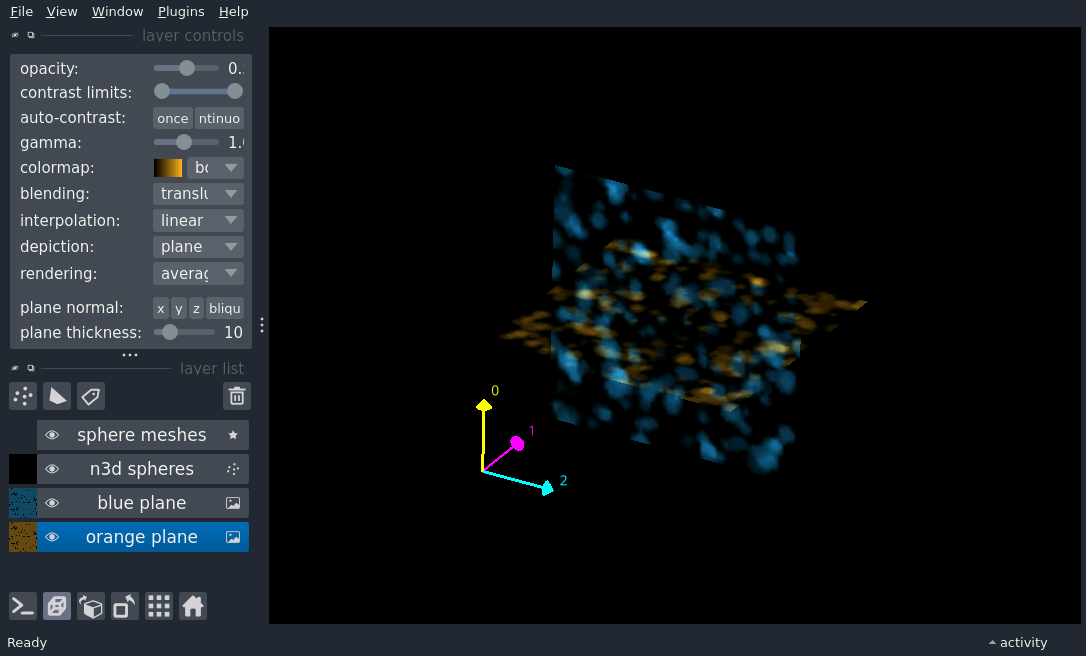 File View Window Plugins Help
layer controls
opacity: 0.
contrast limits:
auto-contrast: once ntinuo
gamma: 1.
colormap: bo
blending: translu
interpolation: linear
depiction: plane
rendering: averag
plane normal: x y z bliqu
plane thickness: 10
layer list
sphere meshes
n3d spheres
blue plane
orange plane
0
1
2
Ready
activity